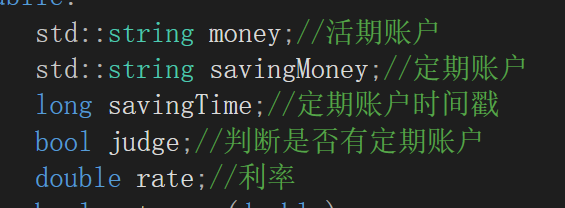 std::string money;//活期账户
std::string savingMoney;//定期账户
long savingTime;//定期账户时间戳
bool judge;//判断是否有定期账户
double rate;//利率